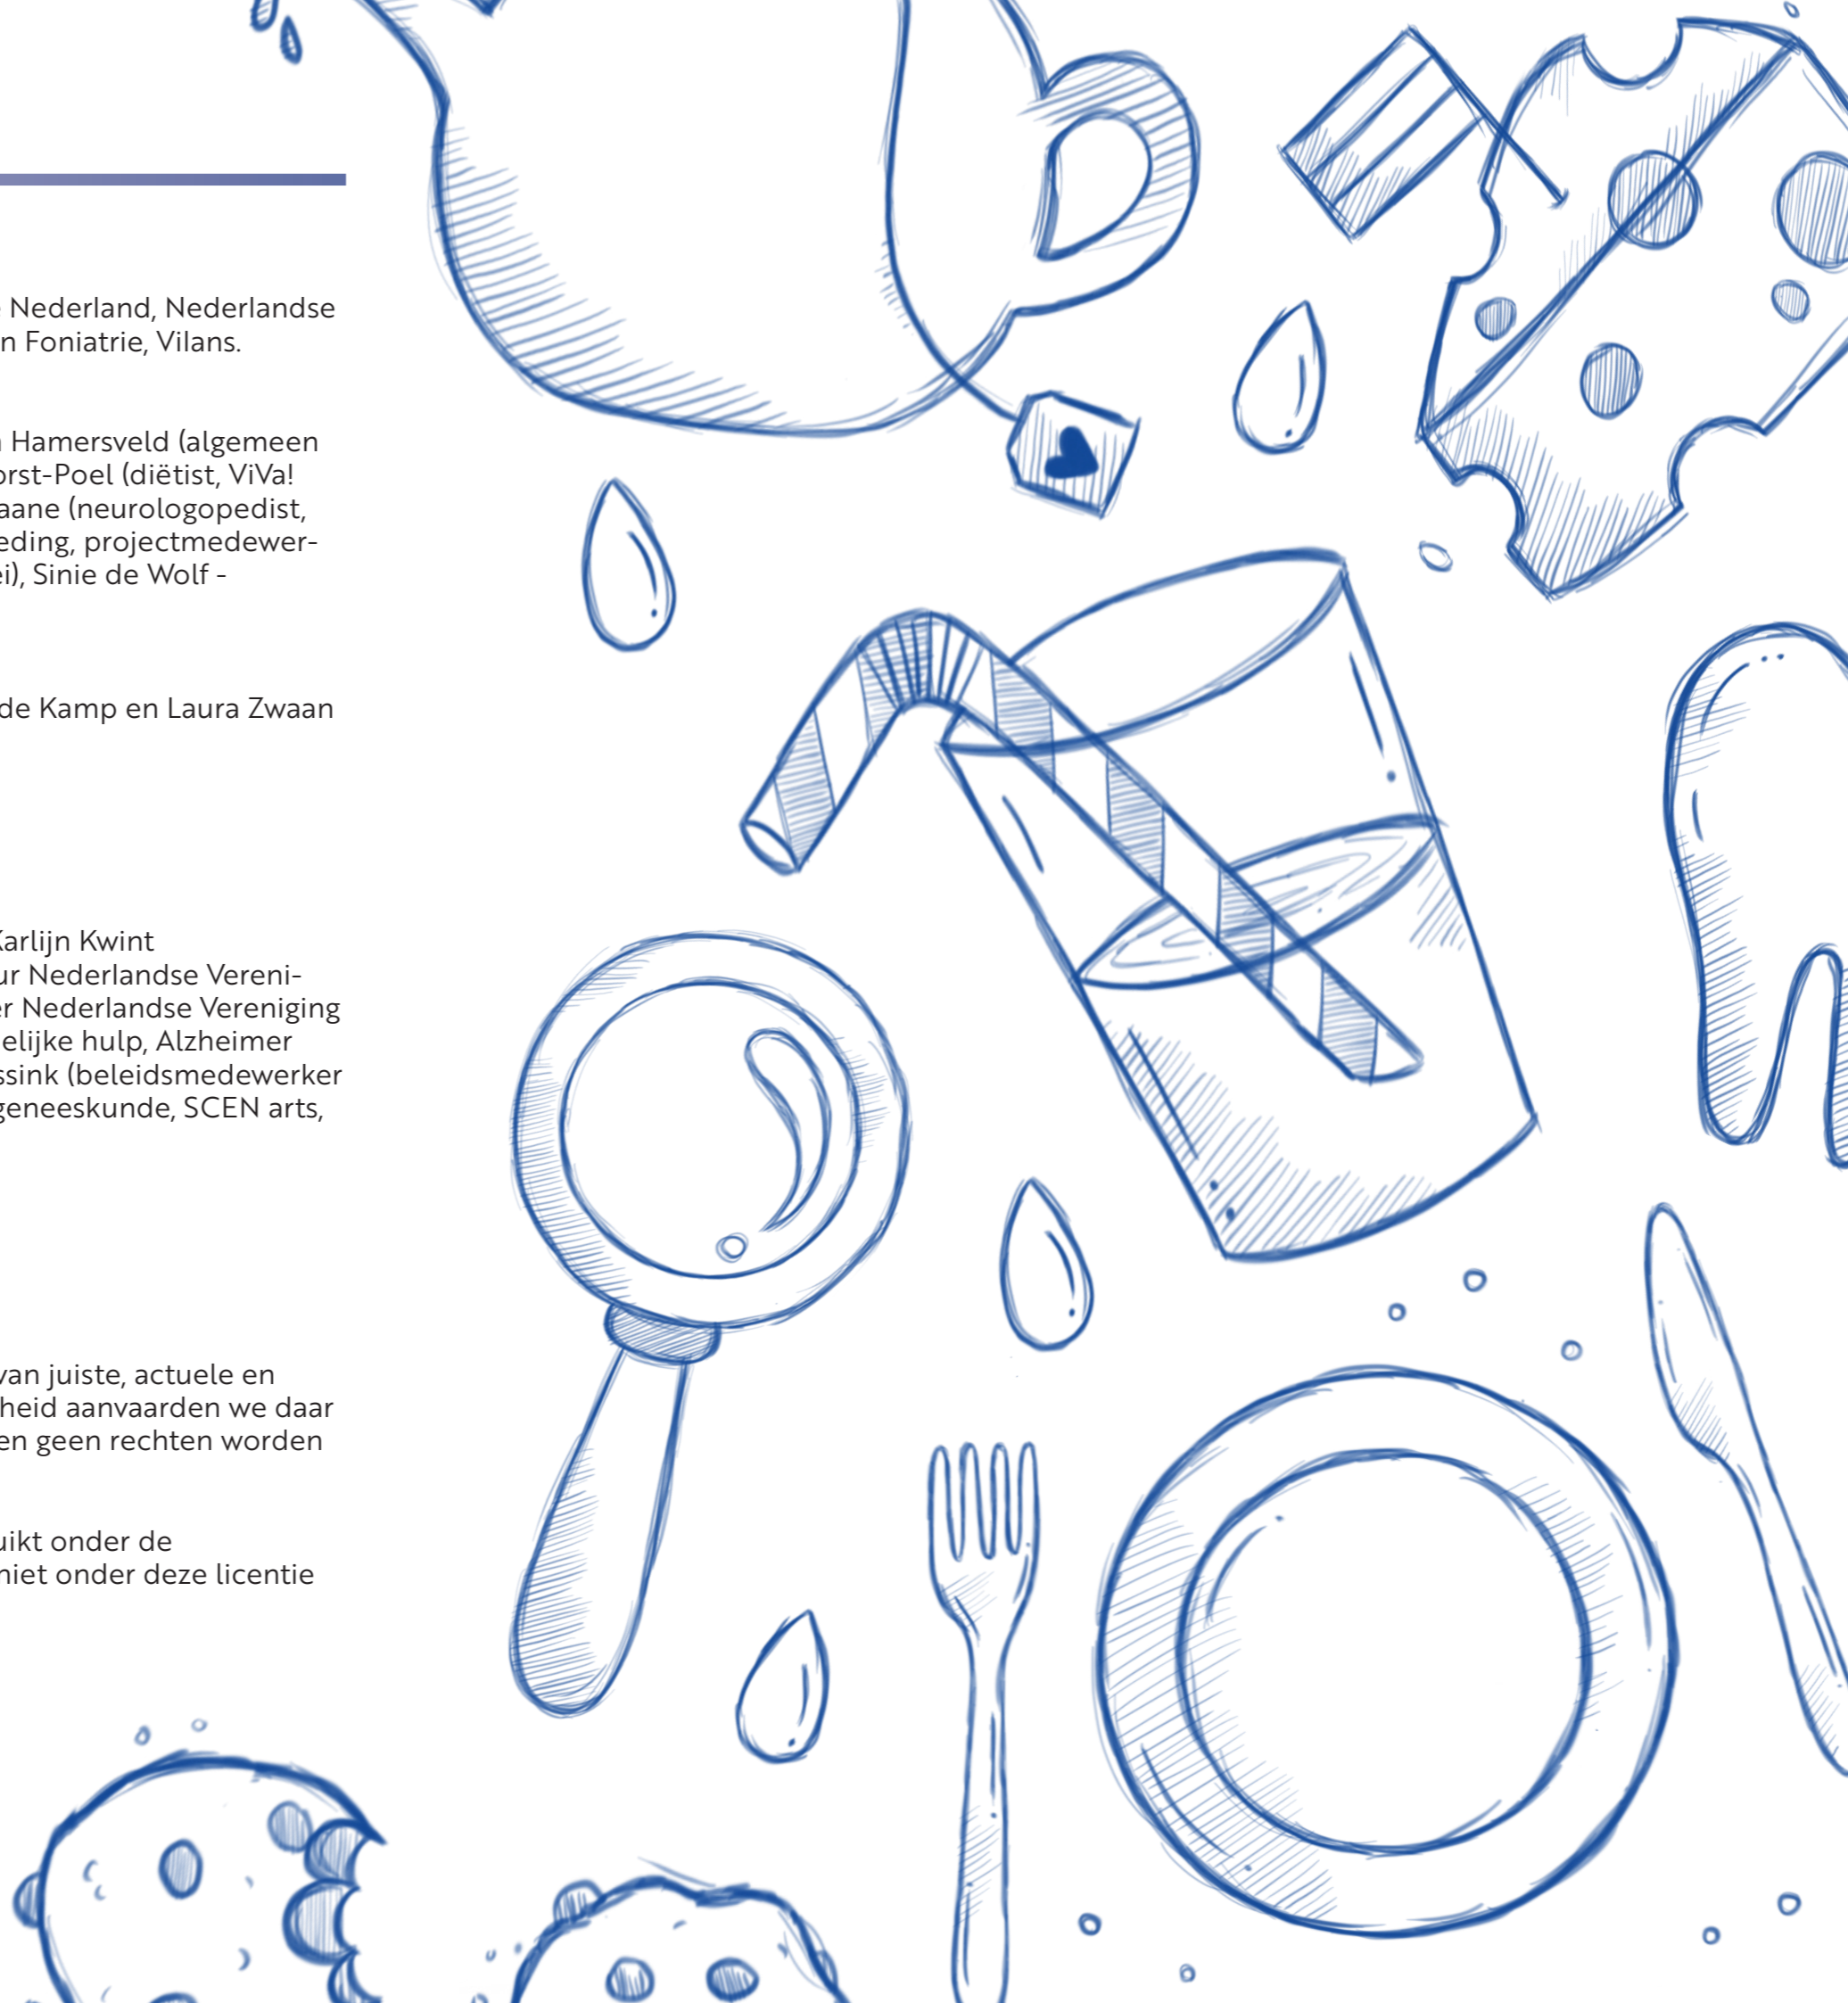 Nederland, Nederlandse
n Foniatrie, Vilans.
Hamersveld (algemeen
orst-Poel (diëtist, ViVa!
aane (neurologopedist,
eding, projectmedewer-
ei), Sinie de Wolf -
de Kamp en Laura Zwaan
Karlijn Kwint
ur Nederlandse Vereni-
er Nederlandse Vereniging
elijke hulp, Alzheimer
ssink (beleidsmedewerker
geneeskunde, SCEN arts,
van juiste, actuele en
heid aanvaarden we daar
en geen rechten worden
uikt onder de
niet onder deze licentie